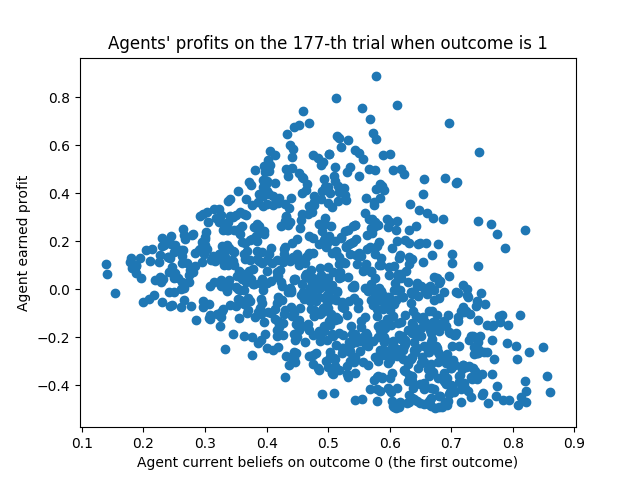 Agents' profits on the 177-th trial when outcome is 1
Agent earned profit
0.8
0.6
0.4
0.2
0.0
−0.2
−0.4
0.1 0.2 0.3 0.4 0.5 0.6 0.7 0.8 0.9
Agent current beliefs on outcome 0 (the first outcome)